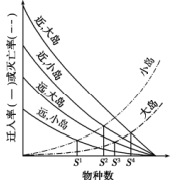 迁入率(—)或灭亡率(--)
近,大岛
近,小岛
远,大岛
远,小岛
小岛
大岛
S¹ S² S³ S⁴
物种数